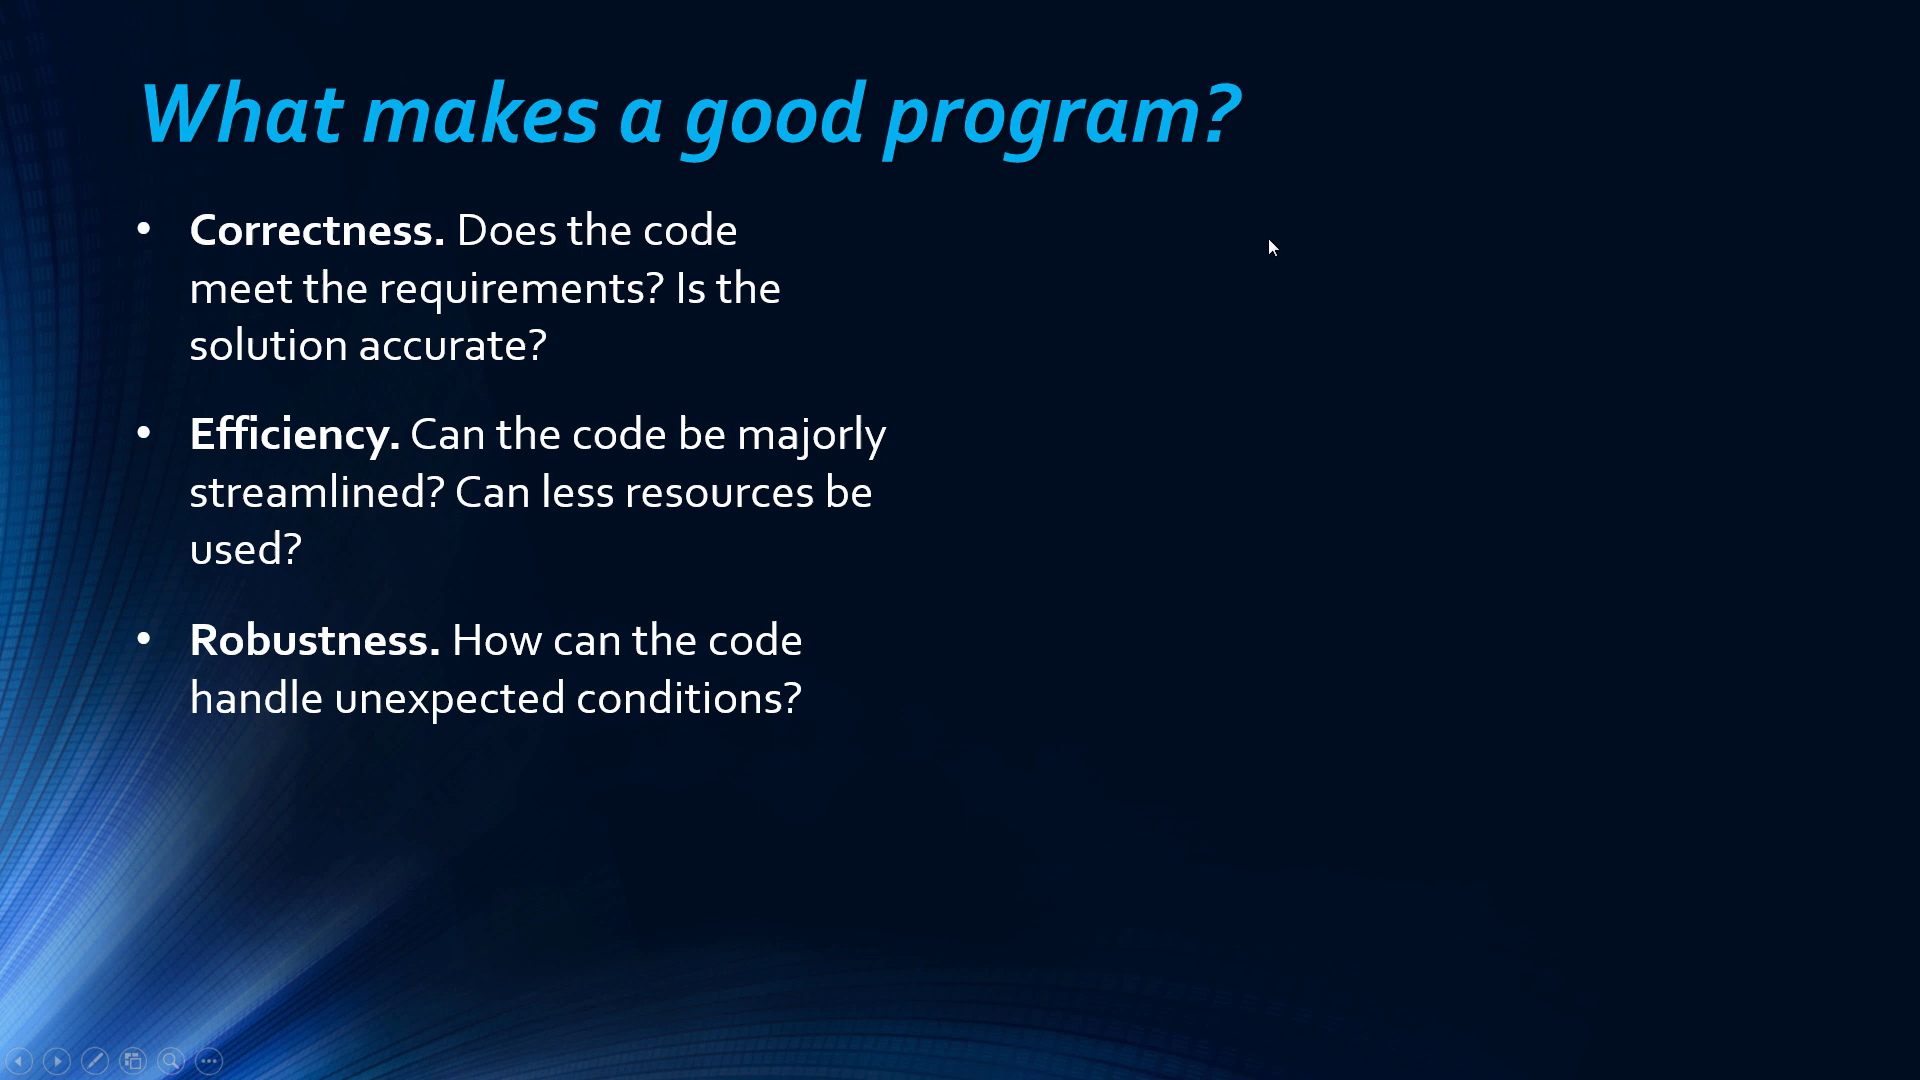 What makes a good program?
• Correctness. Does the code
meet the requirements? Is the
solution accurate?
• Efficiency. Can the code be majorly
streamlined? Can less resources be
used?
• Robustness. How can the code
handle unexpected conditions?